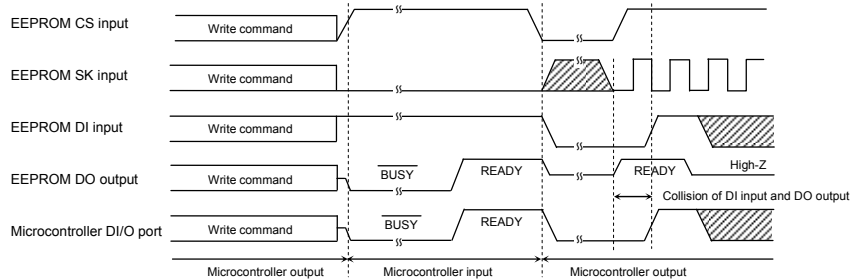 EEPROM CS input
Write command
EEPROM SK input
Write command
EEPROM DI input
Write command
EEPROM DO output
Write command
BUSY
READY
READY
High-Z
Collision of DI input and DO output
Microcontroller DI/O port
Write command
BUSY
READY
Microcontroller output
Microcontroller input
Microcontroller output